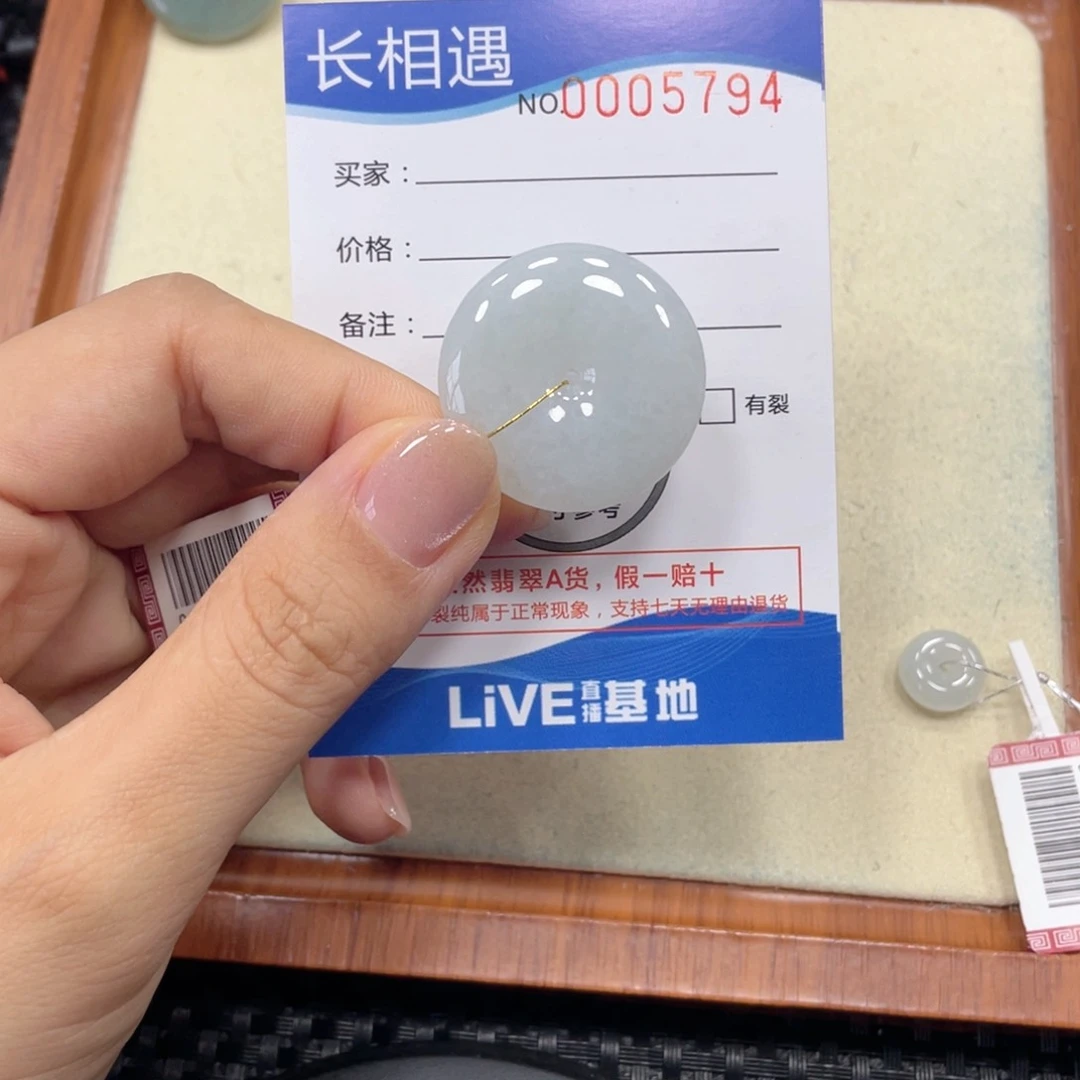 长相遇
NO.0005794
买家：
价格：
备注：
有裂
然翡翠A货，假一赔十
裂纯属于正常现象，支持七天无理由退货
LiVE直播基地